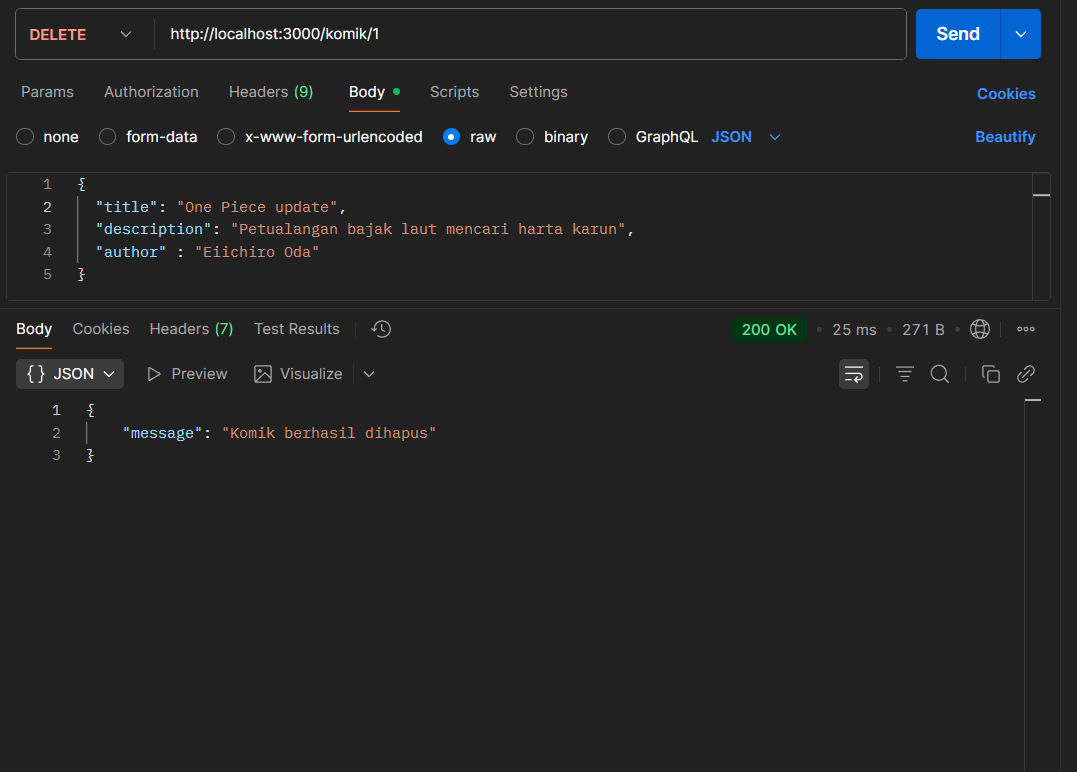 DELETE http://localhost:3000/komik/1 Send
Params Authorization Headers (9) Body Scripts Settings Cookies
none form-data x-www-form-urlencoded raw binary GraphQL JSON Beautify
1 {
2 "title": "One Piece update",
3 "description": "Petualangan bajak laut mencari harta karun",
4 "author" : "Eiichiro Oda"
5 }
Body Cookies Headers (7) Test Results 200 OK 25 ms 271 B
{} JSON Preview Visualize
1 {
2 "message": "Komik berhasil dihapus"
3 }